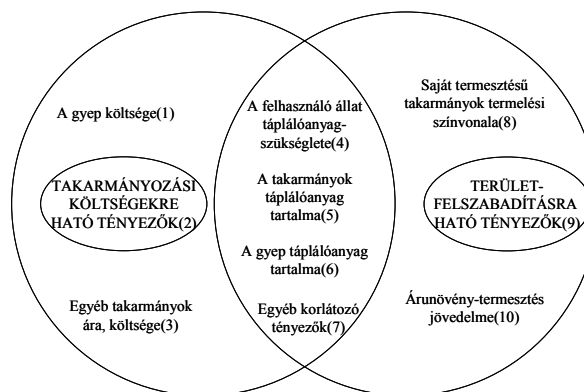 A gyep költsége(1)
TAKARMÁNYOZÁSI
KÖLTSÉGEKRE
HATÓ TÉNYEZŐK(2)
Egyéb takarmányok
ára, költsége(3)
A felhasználó állat
táplálóanyag-
szükséglete(4)
A takarmányok
táplálóanyag
tartalma(5)
A gyep táplálóanyag
tartalma(6)
Egyéb korlátozó
tényezők(7)
Saját termesztésű
takarmányok termelési
színvonala(8)
TERÜLET-
FELSZABADÍTÁSRA
HATÓ TÉNYEZŐK(9)
Árunövény-termesztés
jövedelme(10)